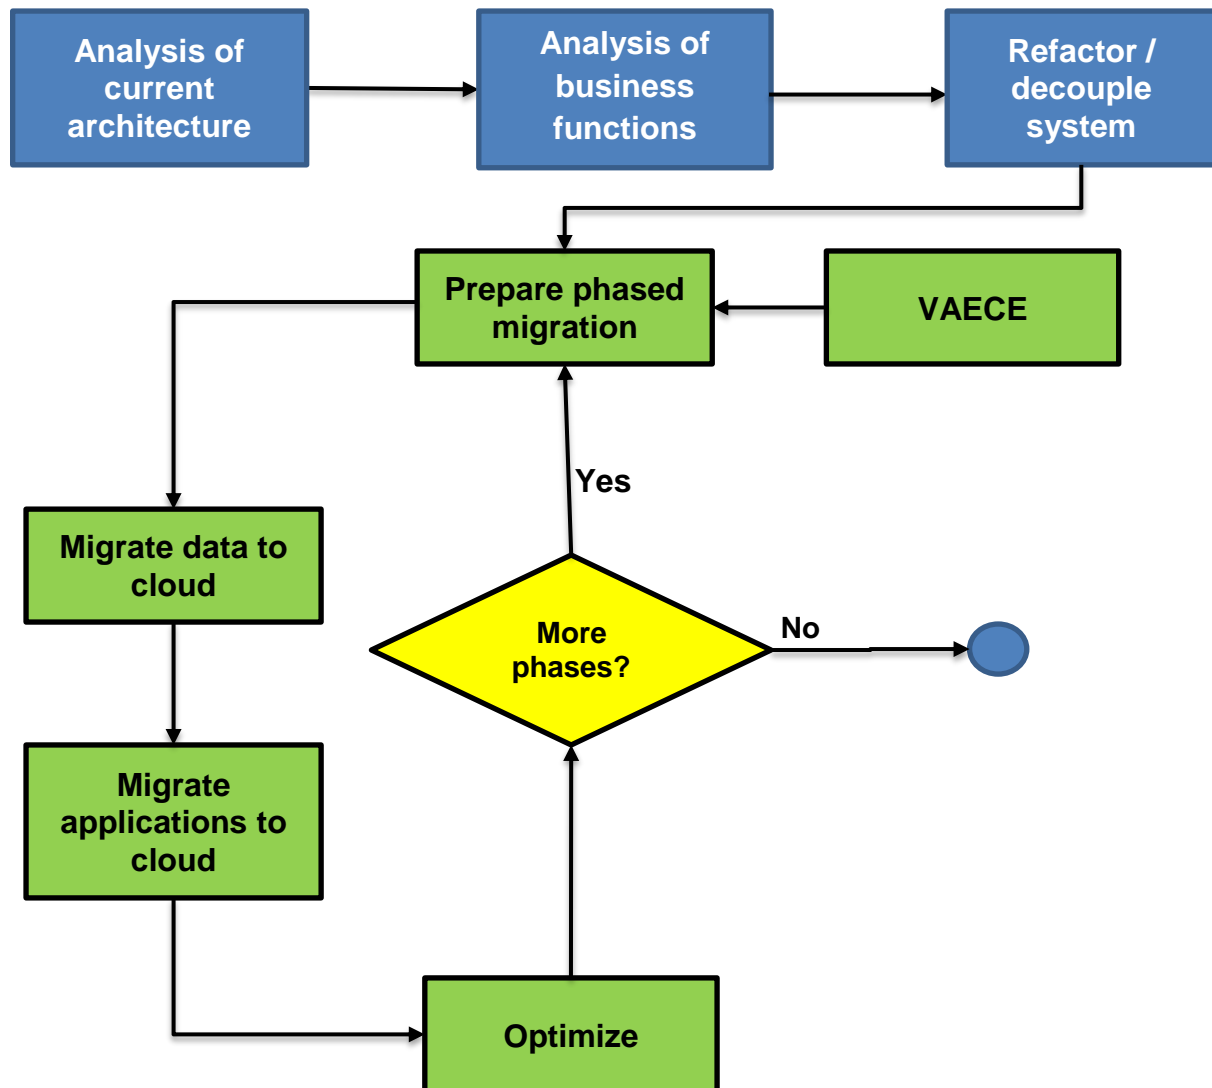 Analysis of
current
architecture
Analysis of
business
functions
Refactor /
decouple
system
Prepare phased
migration
VAECE
Yes
Migrate data to
cloud
More
phases?
No
Migrate
applications to
cloud
Optimize